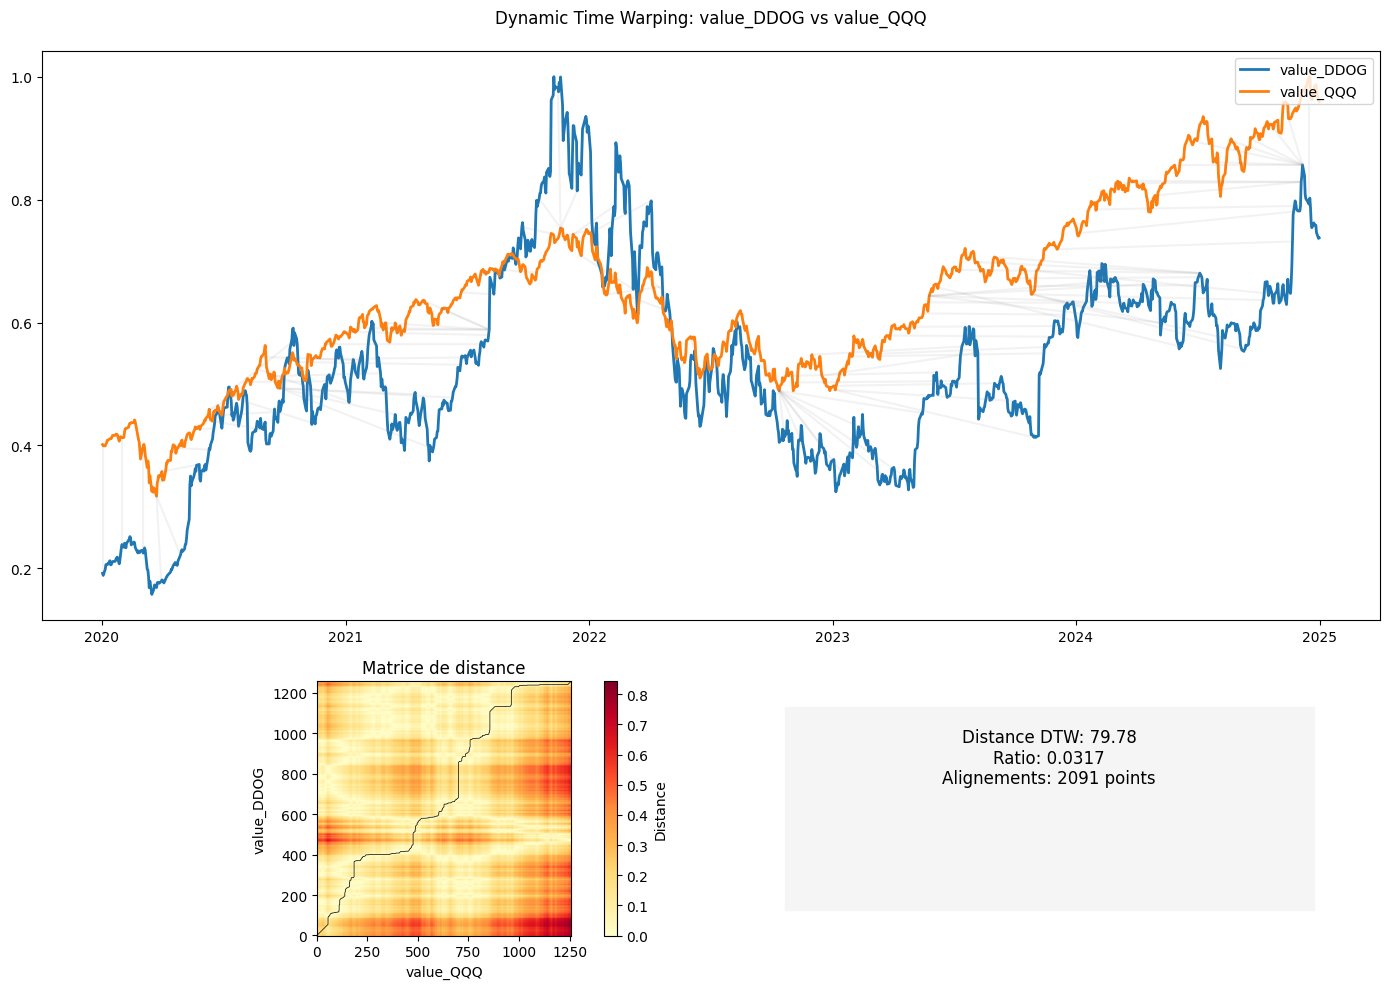 Dynamic Time Warping: value_DDOG vs value_QQQ
1.0
0.8
0.6
0.4
0.2
value_DDOG
value_QQQ
2020 2021 2022 2023 2024 2025
Matrice de distance
value_DDOG
1200
1000
800
600
400
200
0
0 250 500 750 1000 1250
value_QQQ
0.8
0.7
0.6
0.5
0.4
0.3
0.2
0.1
0.0
Distance
Distance DTW: 79.78
Ratio: 0.0317
Alignements: 2091 points